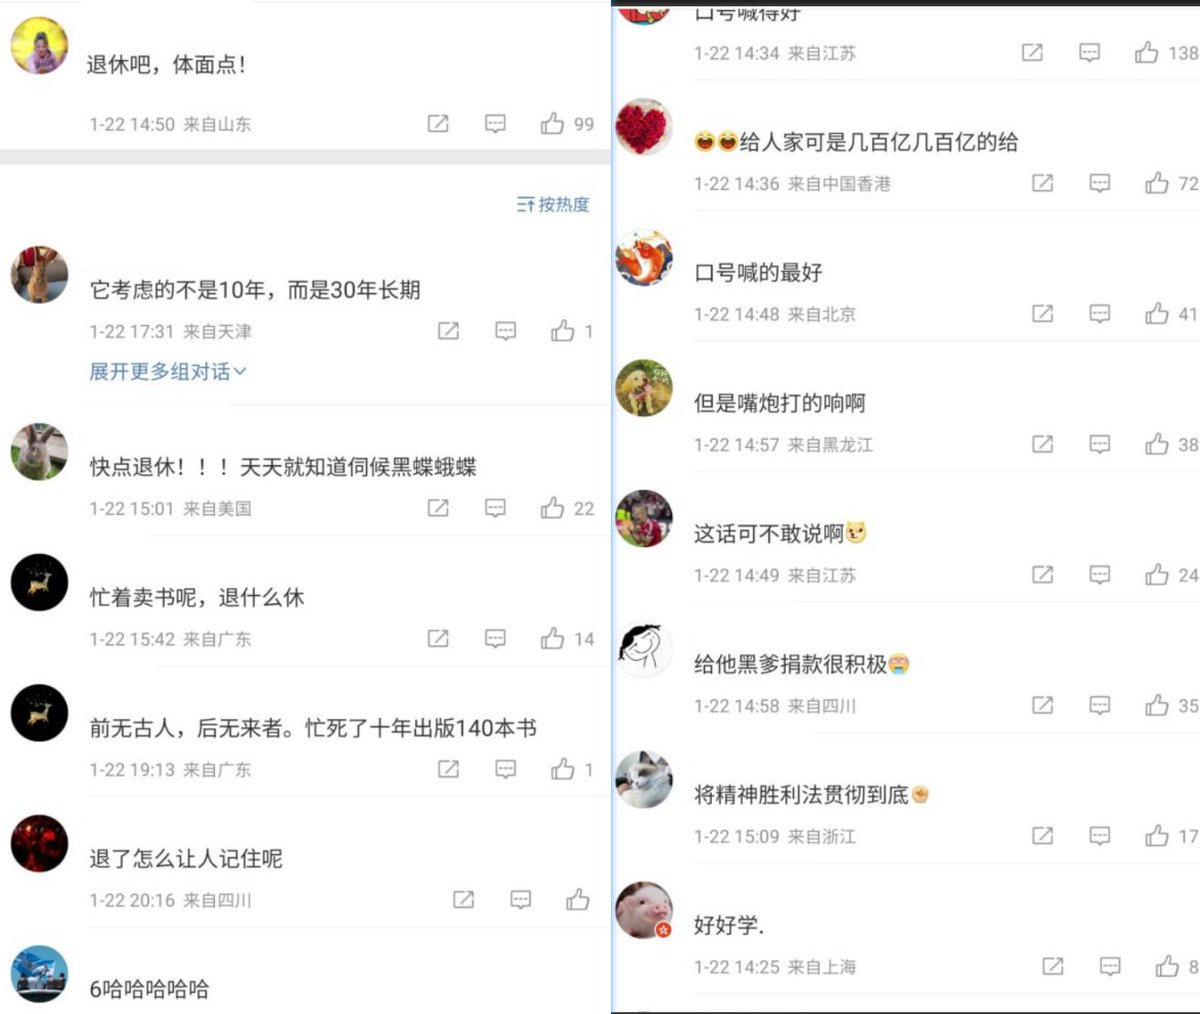 退休吧，体面点！
1-22 14:50 来自山东
99
按热度
它考虑的不是10年，而是30年长期
1-22 17:31 来自天津
1
展开更多组对话
快点退休！！！天天就知道伺候黑蝶蛾蝶
1-22 15:01 来自美国
22
忙着卖书呢，退什么休
1-22 15:42 来自广东
14
前无古人，后无来者。忙死了十年出版140本书
1-22 19:13 来自广东
1
退了怎么让人记住呢
1-22 20:16 来自四川
6哈哈哈哈哈
口号喊得好
1-22 14:34 来自江苏
138
给人家可是几百亿几百亿的给
1-22 14:36 来自中国香港
72
口号喊的最好
1-22 14:48 来自北京
41
但是嘴炮打的响啊
1-22 14:57 来自黑龙江
38
这话可不敢说啊
1-22 14:49 来自江苏
24
给他黑爹捐款很积极
1-22 14:58 来自四川
35
将精神胜利法贯彻到底
1-22 15:09 来自浙江
17
好好学.
1-22 14:25 来自上海
8